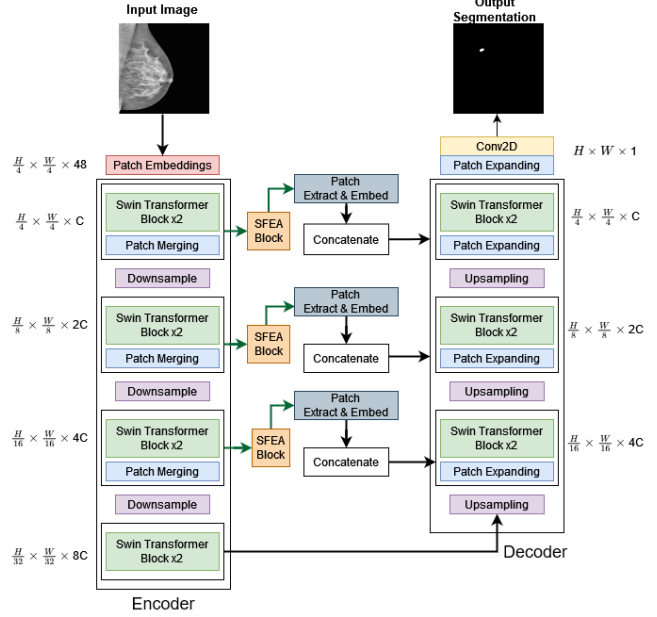 Input Image
Output
Segmentation
H/4 × W/4 × 48
Patch Embeddings
Conv2D
Patch Expanding
H × W × 1
H/4 × W/4 × C
Swin Transformer
Block x2
Patch Merging
SFEA
Block
Patch
Extract & Embed
Concatenate
Swin Transformer
Block x2
Patch Expanding
H/4 × W/4 × C
Downsample
Upsampling
H/8 × W/8 × 2C
Swin Transformer
Block x2
Patch Merging
SFEA
Block
Patch
Extract & Embed
Concatenate
Swin Transformer
Block x2
Patch Expanding
H/8 × W/8 × 2C
Downsample
Upsampling
H/16 × W/16 × 4C
Swin Transformer
Block x2
Patch Merging
SFEA
Block
Patch
Extract & Embed
Concatenate
Swin Transformer
Block x2
Patch Expanding
H/16 × W/16 × 4C
Downsample
Upsampling
H/32 × W/32 × 8C
Swin Transformer
Block x2
Decoder
Encoder